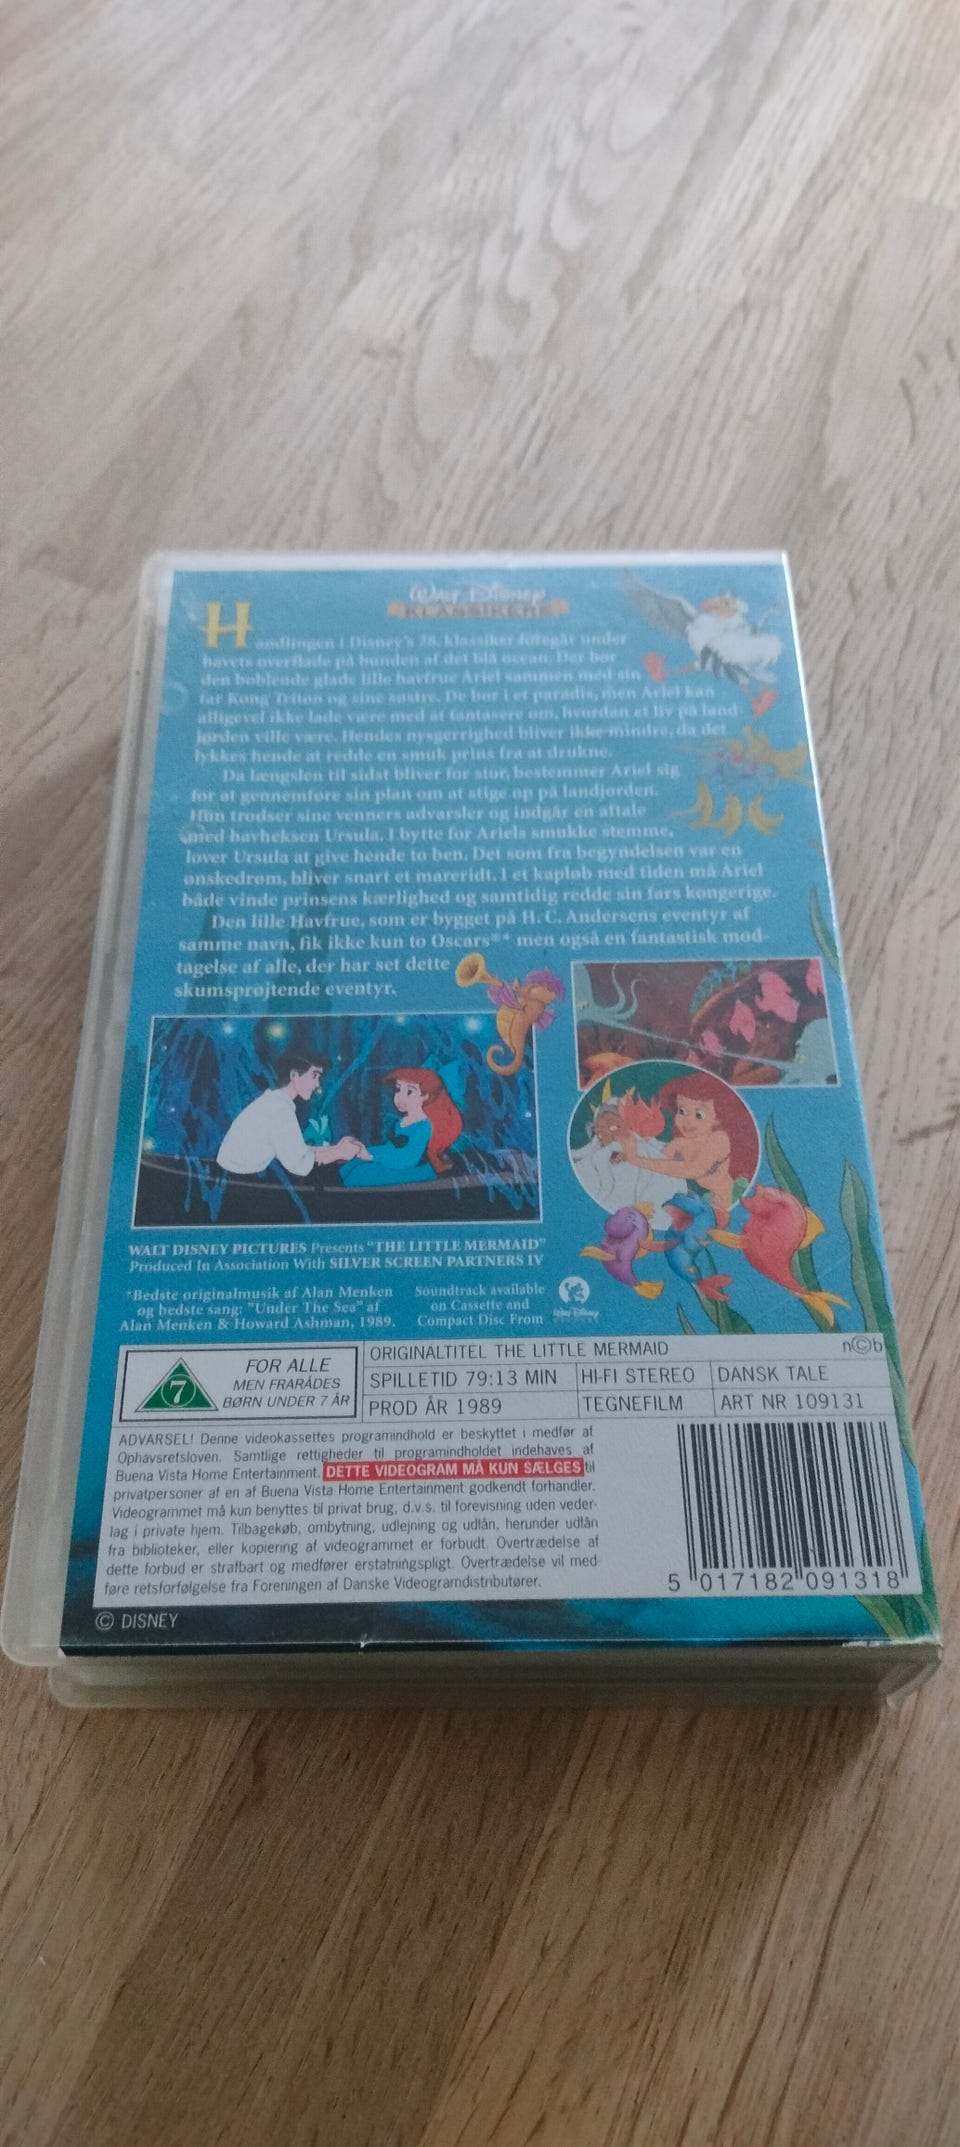 Walt Disney
KLASSIKERE
Handlingen i Disney's 28. klassiker foregår under
havets overflade på bunden af det blå ocean. Der bor
den boblende glade lille havfrue Ariel sammen med sin
far Kong Triton og sine søstre. De bor i et paradis, men Ariel kan
alligevel ikke lade være med at fantasere om, hvordan et liv på land-
jorden ville være. Hendes nysgerrighed bliver ikke mindre, da det
lykkes hende at redde en smuk prins fra at drukne.
Da længslen til sidst bliver for stor, bestemmer Ariel sig
for at gennemføre sin plan om at stige op på landjorden.
Hun trodser sine venners advarsler og indgår en aftale
med havheksen Ursula. I bytte for Ariels smukke stemme,
lover Ursula at give hende to ben. Det som fra begyndelsen var en
ønskedrøm, bliver snart et mareridt. I et kapløb med tiden må Ariel
både vinde prinsens kærlighed og samtidig redde sin fars kongerige.
Den lille Havfrue, som er bygget på H. C. Andersens eventyr af
samme navn, fik ikke kun to Oscars®* men også en fantastisk mod-
tagelse af alle, der har set dette
skumsprøjtende eventyr.
WALT DISNEY PICTURES Presents "THE LITTLE MERMAID"
Produced In Association With SILVER SCREEN PARTNERS IV
*Bedste originalmusik af Alan Menken
og bedste sang: "Under The Sea" af
Alan Menken & Howard Ashman, 1989.
Soundtrack available
on Cassette and
Compact Disc From
Walt Disney
7
FOR ALLE
MEN FRARÅDES
BØRN UNDER 7 ÅR
ORIGINALTITEL THE LITTLE MERMAID
n©b
SPILLETID 79:13 MIN
HI-FI STEREO
DANSK TALE
PROD ÅR 1989
TEGNEFILM
ART NR 109131
ADVARSEL! Denne videokassettes programindhold er beskyttet i medfør af
Ophavsretsloven. Samtlige rettigheder til programindholdet indehaves af
Buena Vista Home Entertainment. DETTE VIDEOGRAM MÅ KUN SÆLGES til
privatpersoner af en af Buena Vista Home Entertainment godkendt forhandler.
Videogrammet må kun benyttes til privat brug, d.v.s. til forevisning uden veder-
lag i private hjem. Tilbagekøb, ombytning, udlejning og udlån, herunder udlån
fra biblioteker, eller kopiering af videogrammet er forbudt. Overtrædelse af
dette forbud er strafbart og medfører erstatningspligt. Overtrædelse vil med-
føre retsforfølgelse fra Foreningen af Danske Videogramdistributører.
5 017182 091318
© DISNEY